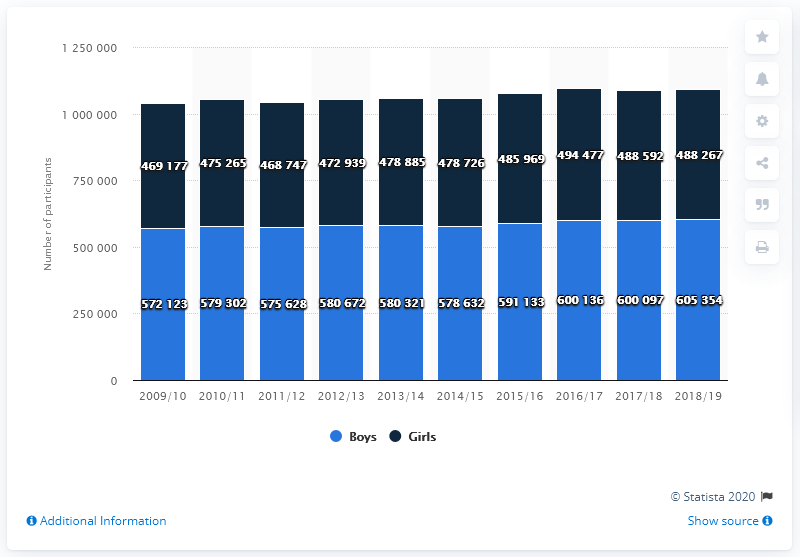 1 250 000
1 000 000
750 000
500 000
250 000
0
Number of participants
469 177 475 265 468 747 472 939 478 885 478 726 485 969 494 477 488 592 488 267
572 123 579 302 575 628 580 672 580 321 578 632 591 133 600 136 600 097 605 354
2009/10 2010/11 2011/12 2012/13 2013/14 2014/15 2015/16 2016/17 2017/18 2018/19
Boys Girls
© Statista 2020
Additional Information Show source